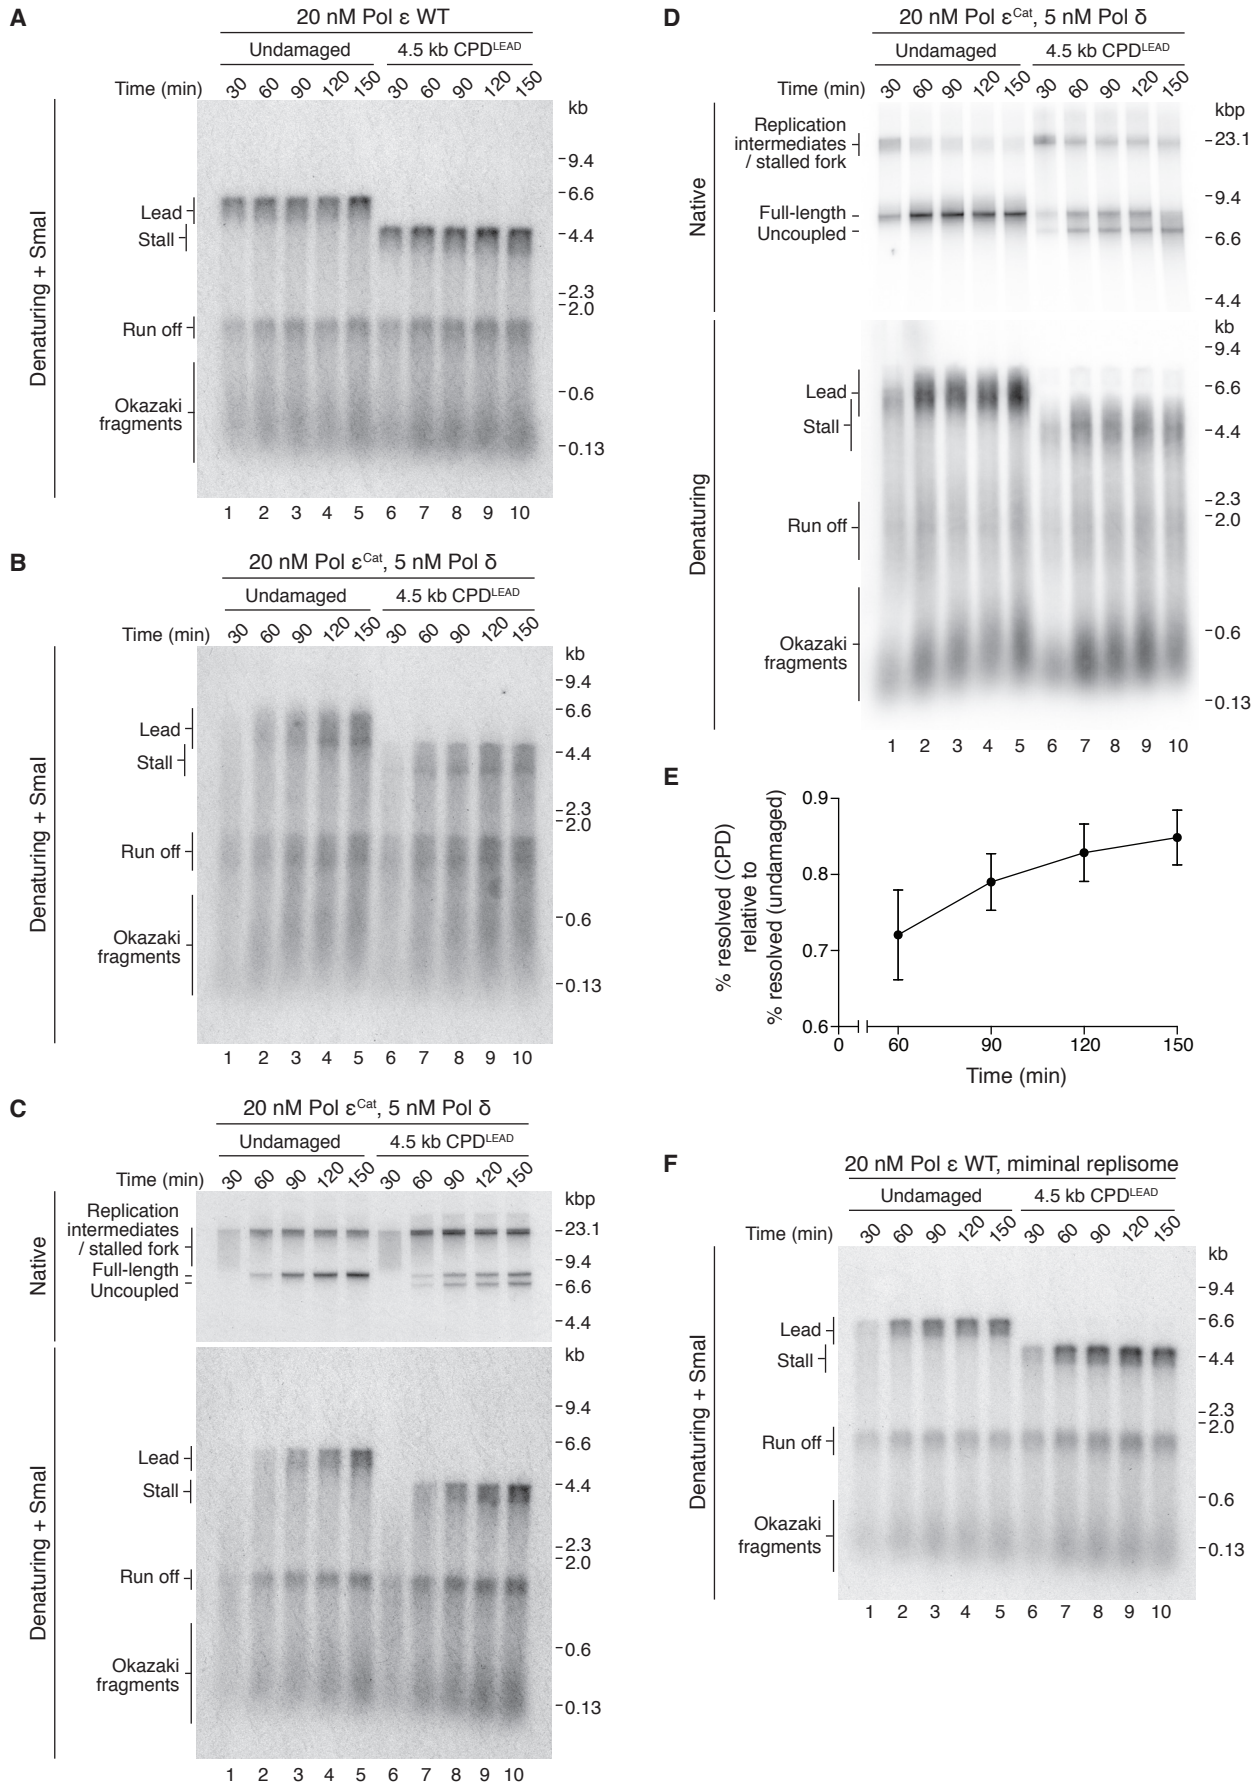 A
20 nM Pol ε WT
Undamaged 4.5 kb CPDLEAD
Time (min) 30 60 90 120 150 30 60 90 120 150
kb
9.4
6.6
Lead
Stall
4.4
2.3
2.0
Run off
0.6
Okazaki
fragments
0.13
Denaturing + SmaI
1 2 3 4 5 6 7 8 9 10
B
20 nM Pol εCat, 5 nM Pol δ
Undamaged 4.5 kb CPDLEAD
Time (min) 30 60 90 120 150 30 60 90 120 150
kb
9.4
6.6
Lead
4.4
Stall
2.3
2.0
Run off
0.6
Okazaki
fragments
0.13
Denaturing + SmaI
1 2 3 4 5 6 7 8 9 10
C
20 nM Pol εCat, 5 nM Pol δ
Undamaged 4.5 kb CPDLEAD
Time (min) 30 60 90 120 150 30 60 90 120 150
kbp
Replication
intermediates
/ stalled fork
23.1
9.4
Full-length
Uncoupled
6.6
4.4
Native
kb
9.4
6.6
Lead
Stall
4.4
2.3
2.0
Run off
0.6
Okazaki
fragments
0.13
Denaturing + SmaI
1 2 3 4 5 6 7 8 9 10
D
20 nM Pol εCat, 5 nM Pol δ
Undamaged 4.5 kb CPDLEAD
Time (min) 30 60 90 120 150 30 60 90 120 150
kbp
Replication
intermediates
/ stalled fork
23.1
9.4
Full-length
Uncoupled
6.6
4.4
Native
kb
9.4
6.6
Lead
Stall
4.4
2.3
2.0
Run off
0.6
Okazaki
fragments
0.13
Denaturing
1 2 3 4 5 6 7 8 9 10
E
% resolved (CPD)
relative to
% resolved (undamaged)
0.9
0.8
0.7
0.6
0 60 90 120 150
Time (min)
F
20 nM Pol ε WT, miminal replisome
Undamaged 4.5 kb CPDLEAD
Time (min) 30 60 90 120 150 30 60 90 120 150
kb
9.4
6.6
Lead
Stall
4.4
2.3
2.0
Run off
0.6
Okazaki
fragments
0.13
Denaturing + SmaI
1 2 3 4 5 6 7 8 9 10